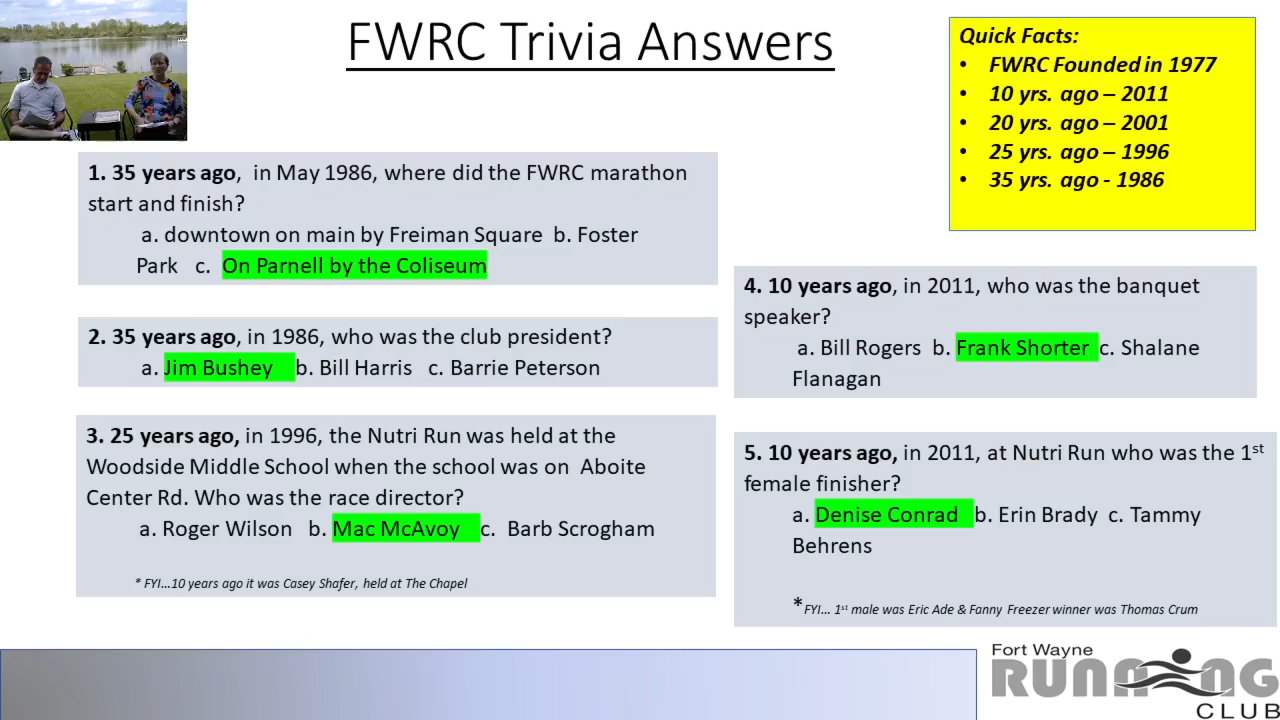 FWRC Trivia Answers
Quick Facts:
• FWRC Founded in 1977
• 10 yrs. ago – 2011
• 20 yrs. ago – 2001
• 25 yrs. ago – 1996
• 35 yrs. ago - 1986
1. 35 years ago, in May 1986, where did the FWRC marathon
start and finish?
a. downtown on main by Freiman Square b. Foster
Park c. On Parnell by the Coliseum
2. 35 years ago, in 1986, who was the club president?
a. Jim Bushey b. Bill Harris c. Barrie Peterson
3. 25 years ago, in 1996, the Nutri Run was held at the
Woodside Middle School when the school was on Aboite
Center Rd. Who was the race director?
a. Roger Wilson b. Mac McAvoy c. Barb Scrogham
* FYI…10 years ago it was Casey Shafer, held at The Chapel
4. 10 years ago, in 2011, who was the banquet
speaker?
a. Bill Rogers b. Frank Shorter c. Shalane
Flanagan
5. 10 years ago, in 2011, at Nutri Run who was the 1st
female finisher?
a. Denise Conrad b. Erin Brady c. Tammy
Behrens
*FYI… 1st male was Eric Ade & Fanny Freezer winner was Thomas Crum
Fort Wayne
RUNNING
CLUB